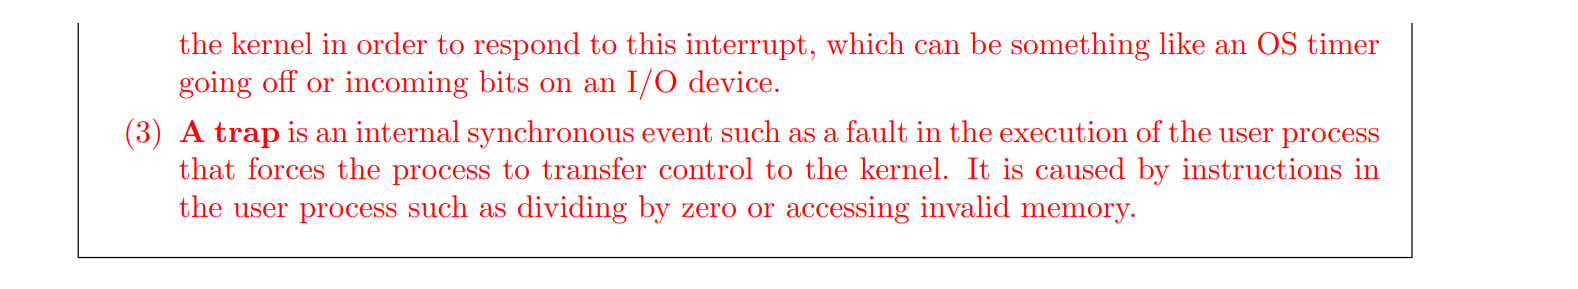 the kernel in order to respond to this interrupt, which can be something like an OS timer
going off or incoming bits on an I/O device.
(3) A trap is an internal synchronous event such as a fault in the execution of the user process
that forces the process to transfer control to the kernel. It is caused by instructions in
the user process such as dividing by zero or accessing invalid memory.